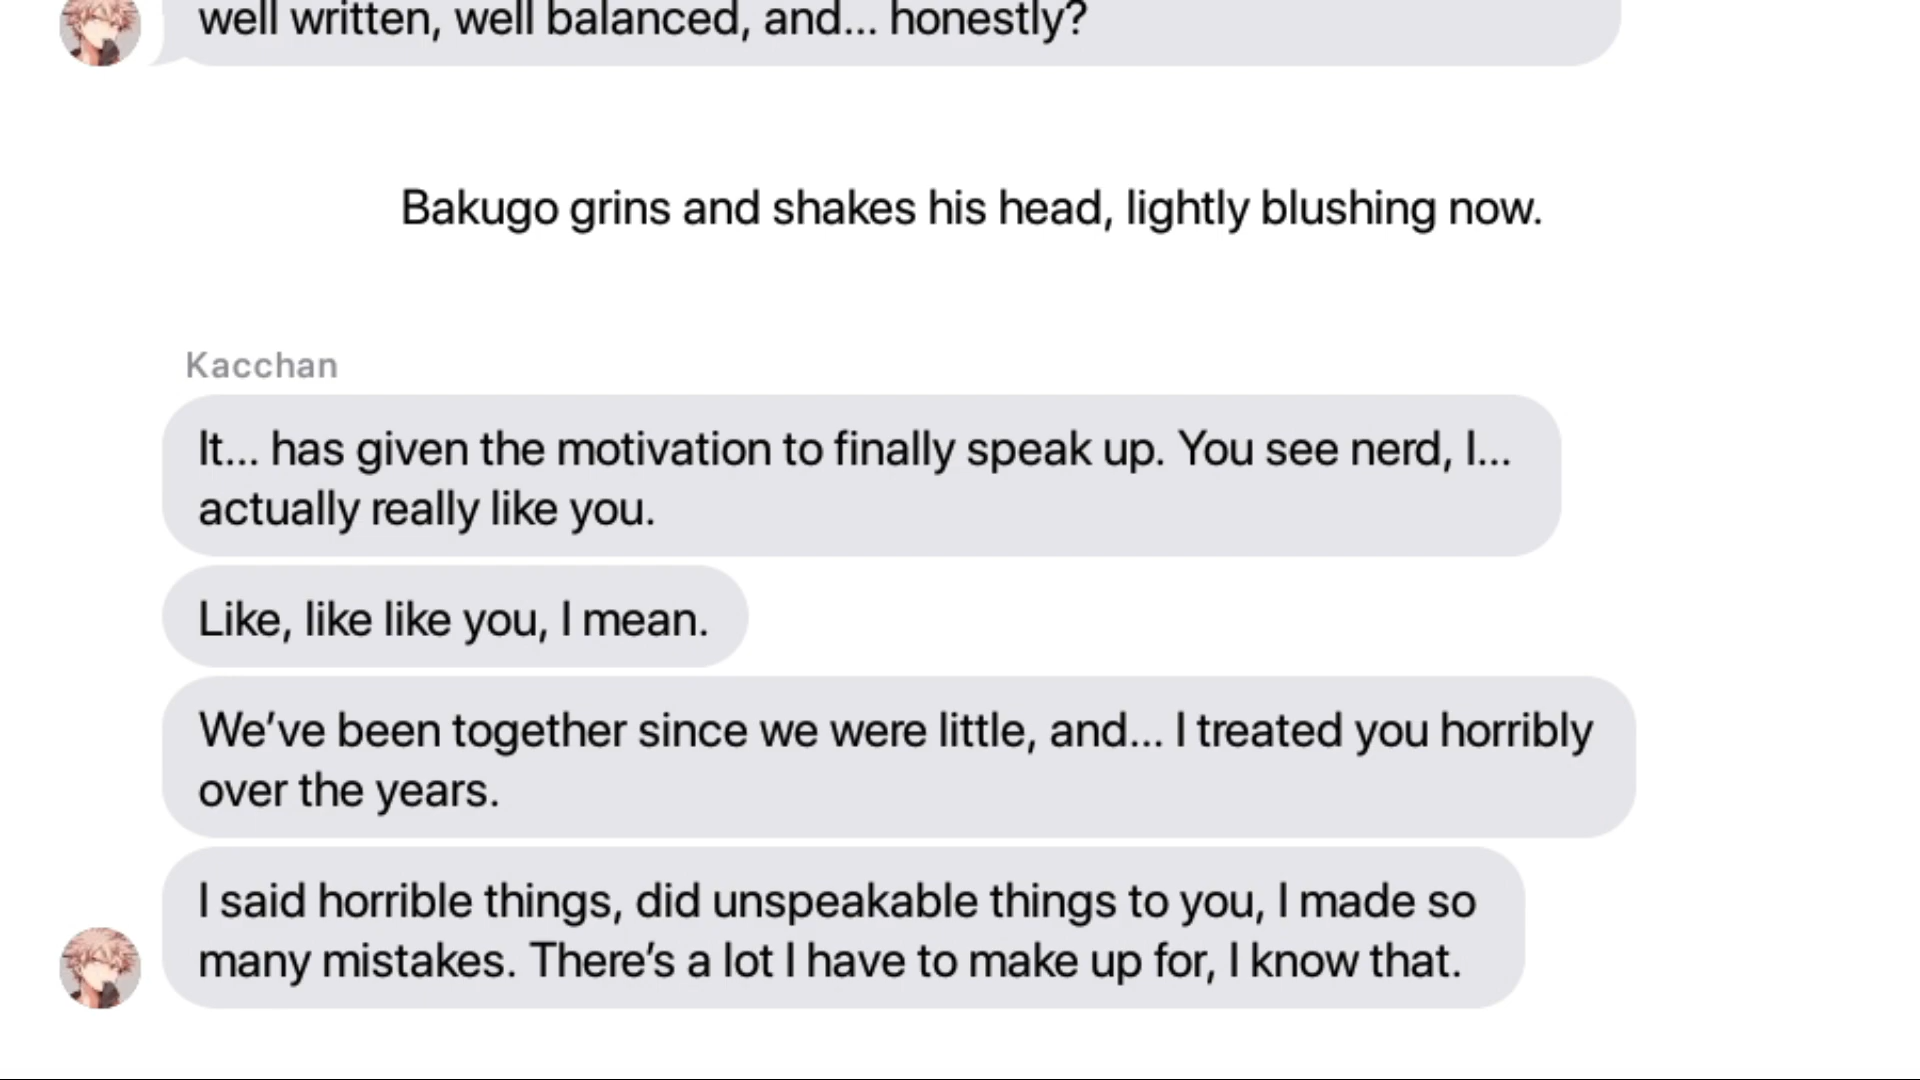 well written, well balanced, and... honestly?
Bakugo grins and shakes his head, lightly blushing now.
Kacchan
It... has given the motivation to finally speak up. You see nerd, I...
actually really like you.
Like, like like you, I mean.
We’ve been together since we were little, and... I treated you horribly
over the years.
I said horrible things, did unspeakable things to you, I made so
many mistakes. There’s a lot I have to make up for, I know that.